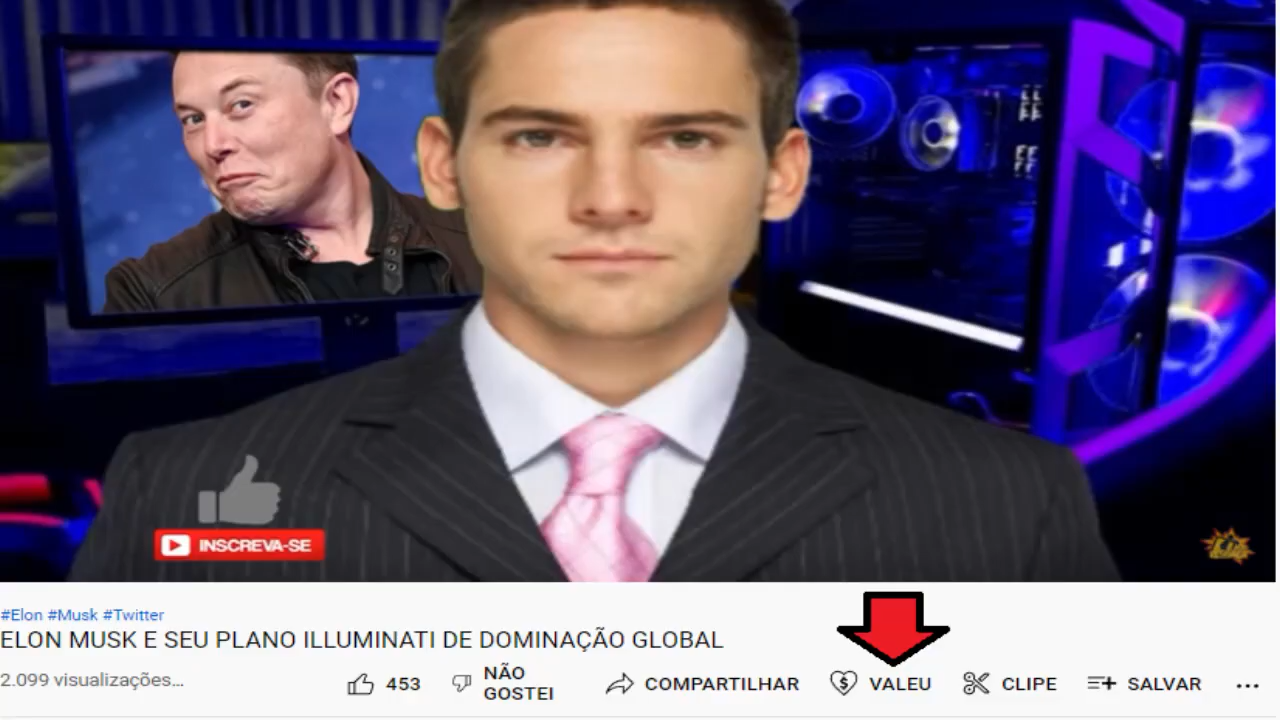 INSCREVA-SE
#Elon #Musk #Twitter
ELON MUSK E SEU PLANO ILLUMINATI DE DOMINAÇÃO GLOBAL
2.099 visualizações...
453
NÃO
GOSTEI
COMPARTILHAR
VALEU
CLIPE
SALVAR